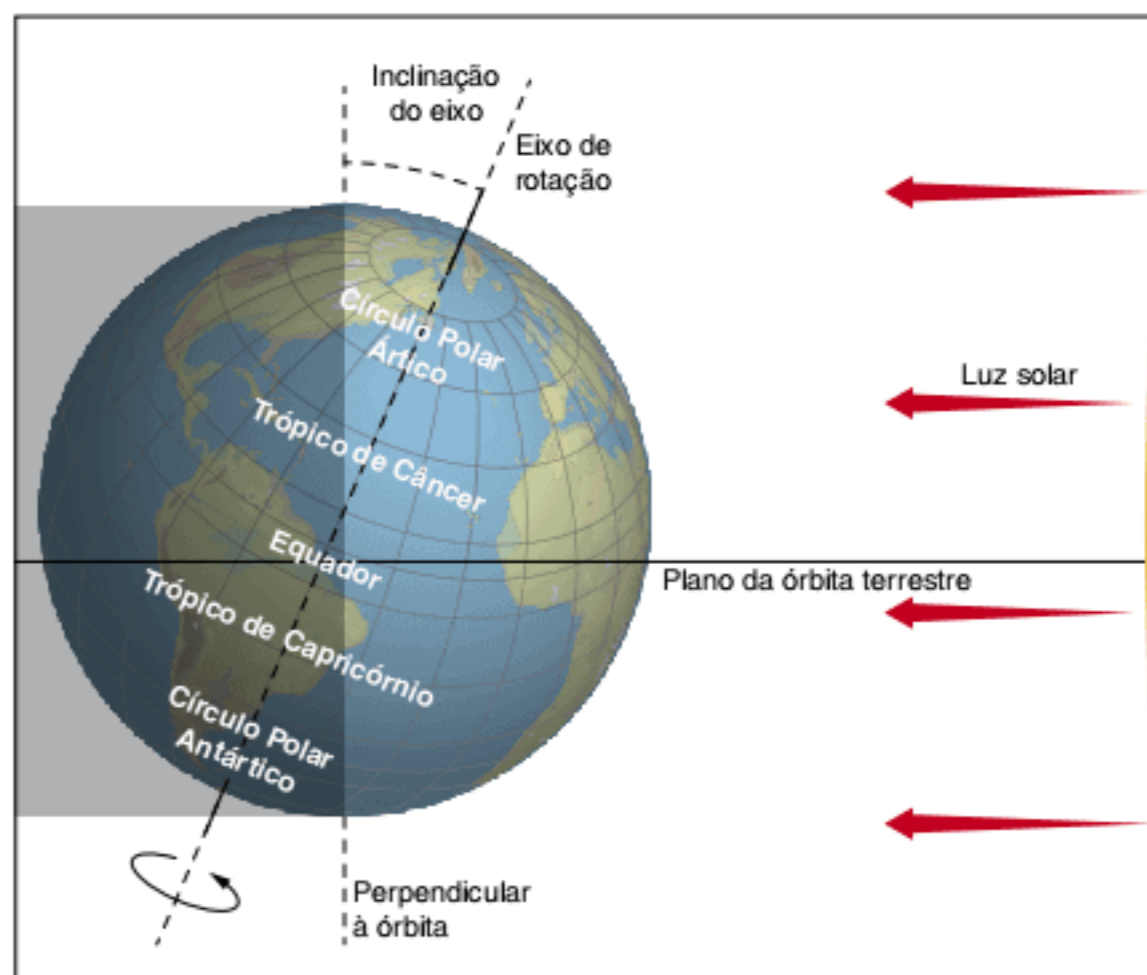 Inclinação
do eixo
Eixo de
rotação
Círculo Polar
Ártico
Luz solar
Trópico de Câncer
Equador
Plano da órbita terrestre
Trópico de Capricórnio
Círculo Polar
Antártico
Perpendicular
à órbita